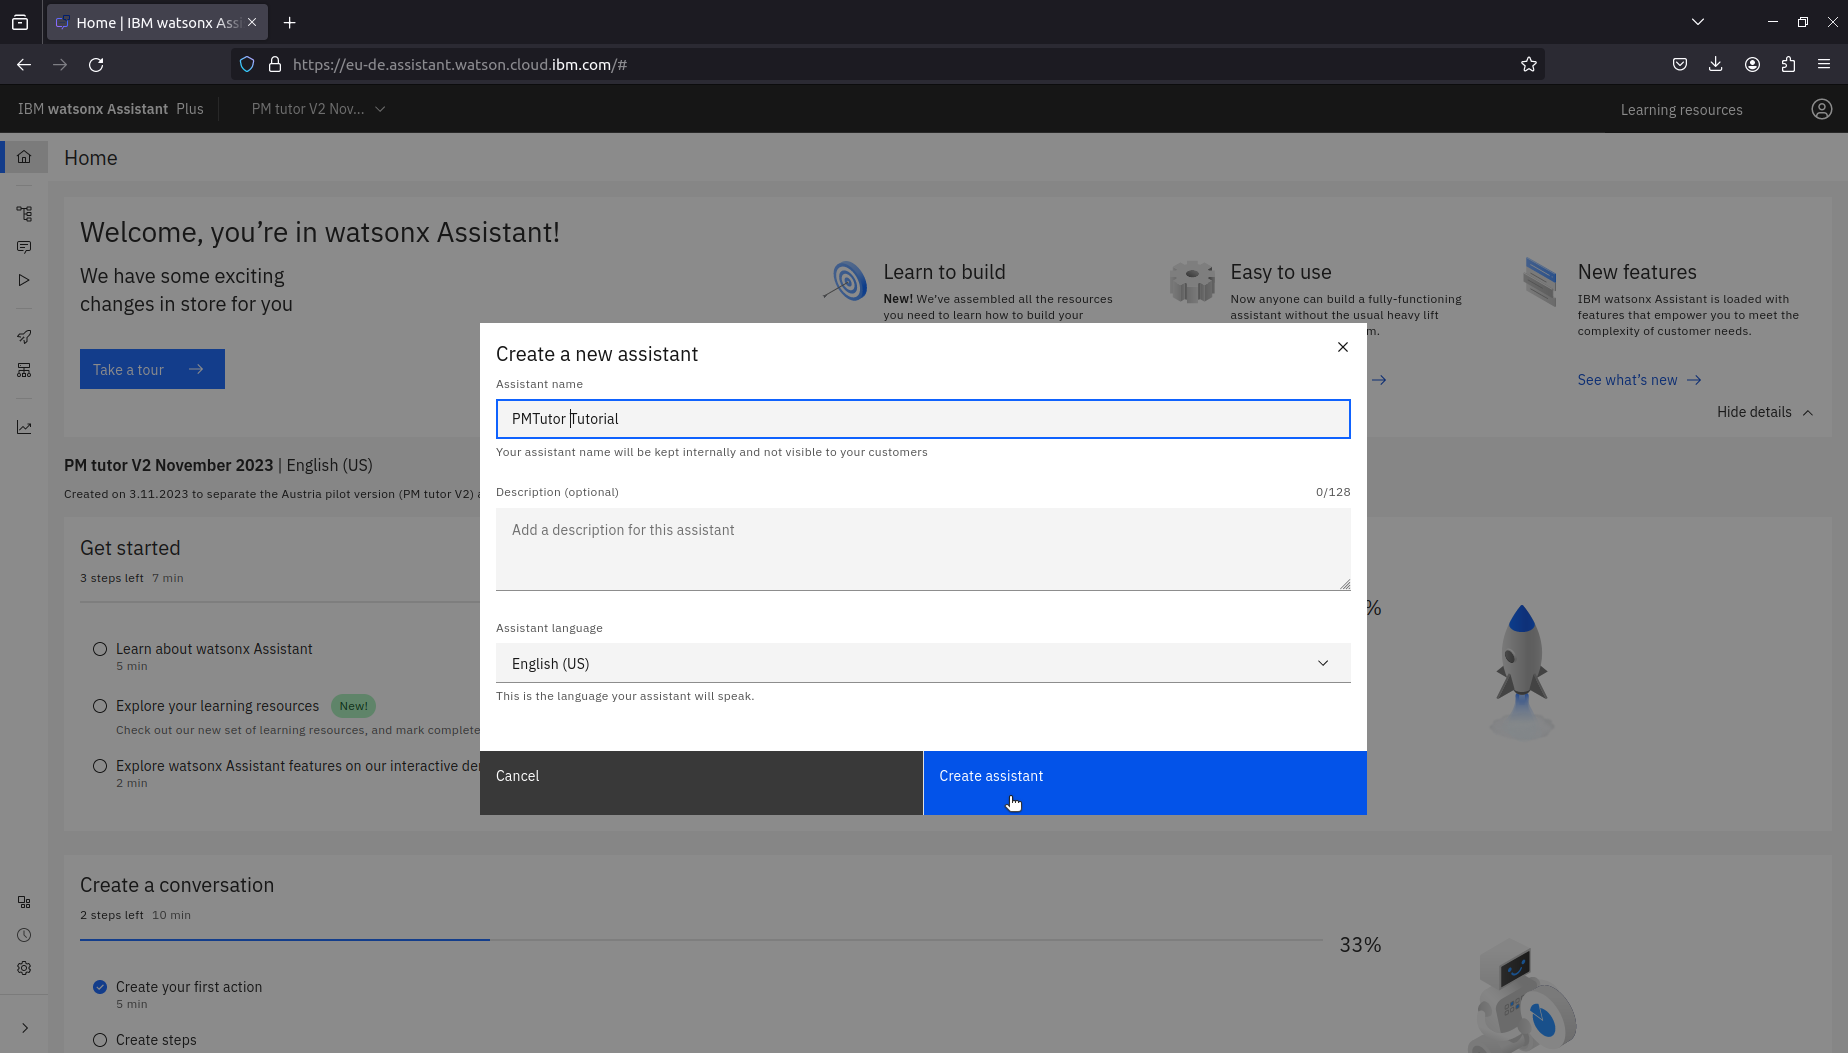 Home | IBM watsonx Ass
https://eu-de.assistant.watson.cloud.ibm.com/#
IBM watsonx Assistant Plus
PM tutor V2 Nov...
Learning resources
Home
Welcome, you're in watsonx Assistant!
We have some exciting
changes in store for you
Take a tour
Learn to build
New! We've assembled all the resources
you need to learn how to build your
Easy to use
Now anyone can build a fully-functioning
assistant without the usual heavy lift
m.
New features
IBM watsonx Assistant is loaded with
features that empower you to meet the
complexity of customer needs.
See what's new
Hide details
PM tutor V2 November 2023 | English (US)
Created on 3.11.2023 to separate the Austria pilot version (PM tutor V2)
Get started
3 steps left 7 min
%
Learn about watsonx Assistant
5 min
Explore your learning resources New!
Check out our new set of learning resources, and mark complete
Explore watsonx Assistant features on our interactive de
2 min
Create a new assistant
Assistant name
PMTutor Tutorial
Your assistant name will be kept internally and not visible to your customers
Description (optional) 0/128
Add a description for this assistant
Assistant language
English (US)
This is the language your assistant will speak.
Cancel
Create assistant
Create a conversation
2 steps left 10 min
33%
Create your first action
5 min
Create steps